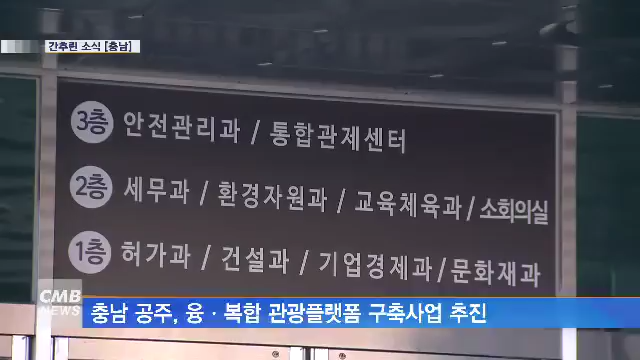 간추린 소식 [충남]
3층 안전관리과 / 통합관제센터
2층 세무과 / 환경자원과 / 교육체육과 / 소회의실
1층 허가과 / 건설과 / 기업경제과 / 문화재과
CMB
NEWS
충남 공주, 융·복합 관광플랫폼 구축사업 추진